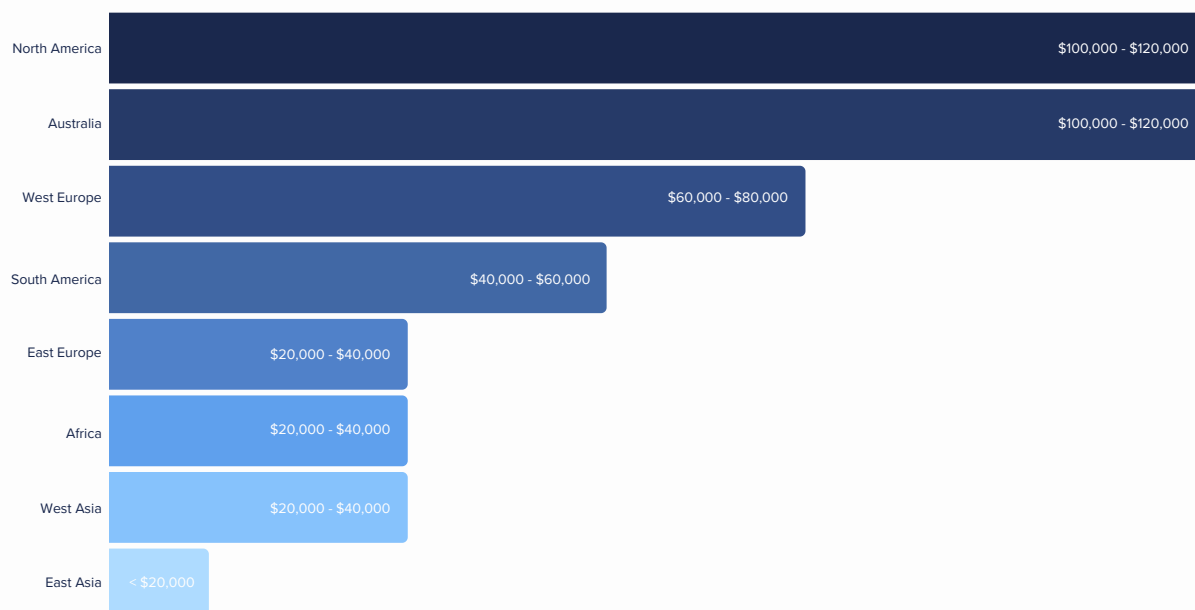 North America
$100,000 - $120,000
Australia
$100,000 - $120,000
West Europe
$60,000 - $80,000
South America
$40,000 - $60,000
East Europe
$20,000 - $40,000
Africa
$20,000 - $40,000
West Asia
$20,000 - $40,000
East Asia
< $20,000